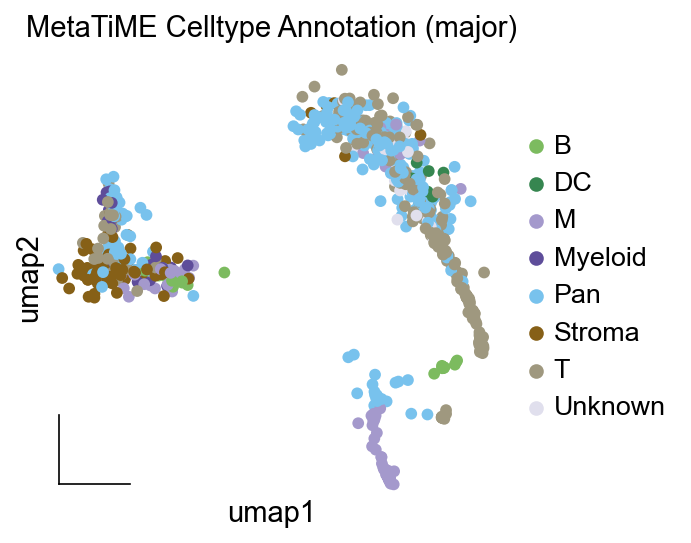 MetaTiME Celltype Annotation (major)
B
DC
M
Myeloid
Pan
Stroma
T
Unknown
umap2
umap1